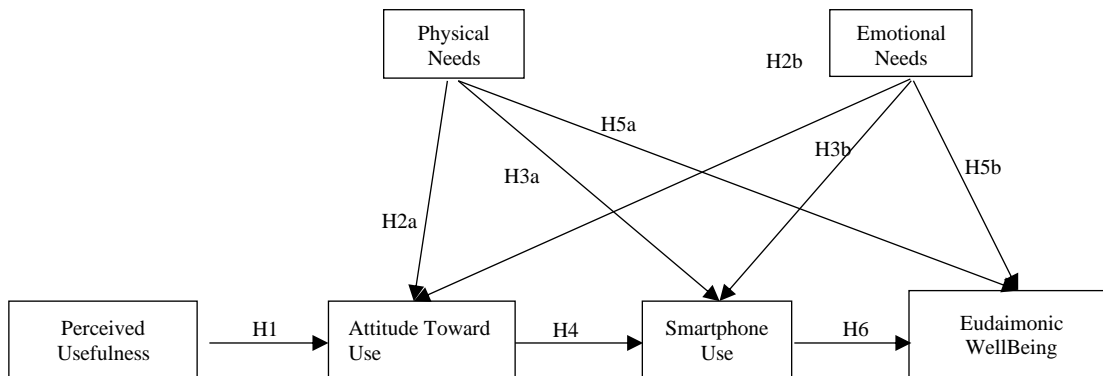 Physical
Needs
Emotional
Needs
H2b
H5a
H3b
H3a
H5b
H2a
Perceived
Usefulness
H1
Attitude Toward
Use
H4
Smartphone
Use
H6
Eudaimonic
WellBeing